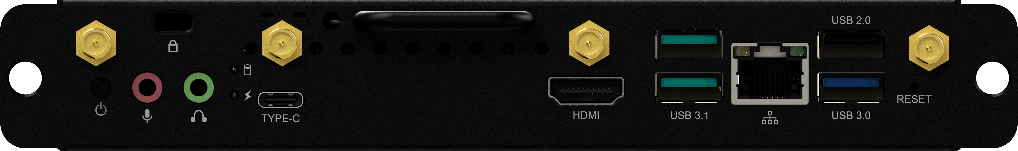 USB 2.0
TYPE-C
HDMI
USB 3.1
USB 3.0
RESET